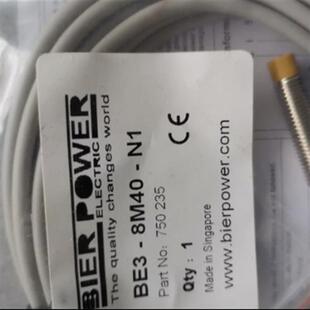 BIER POWER
ELECTRIC
The quality changes world
BE3 - 8M40 - N1
Part No: 750 235
Qty : 1
CE
Made in Singapore
www.bierpower.com